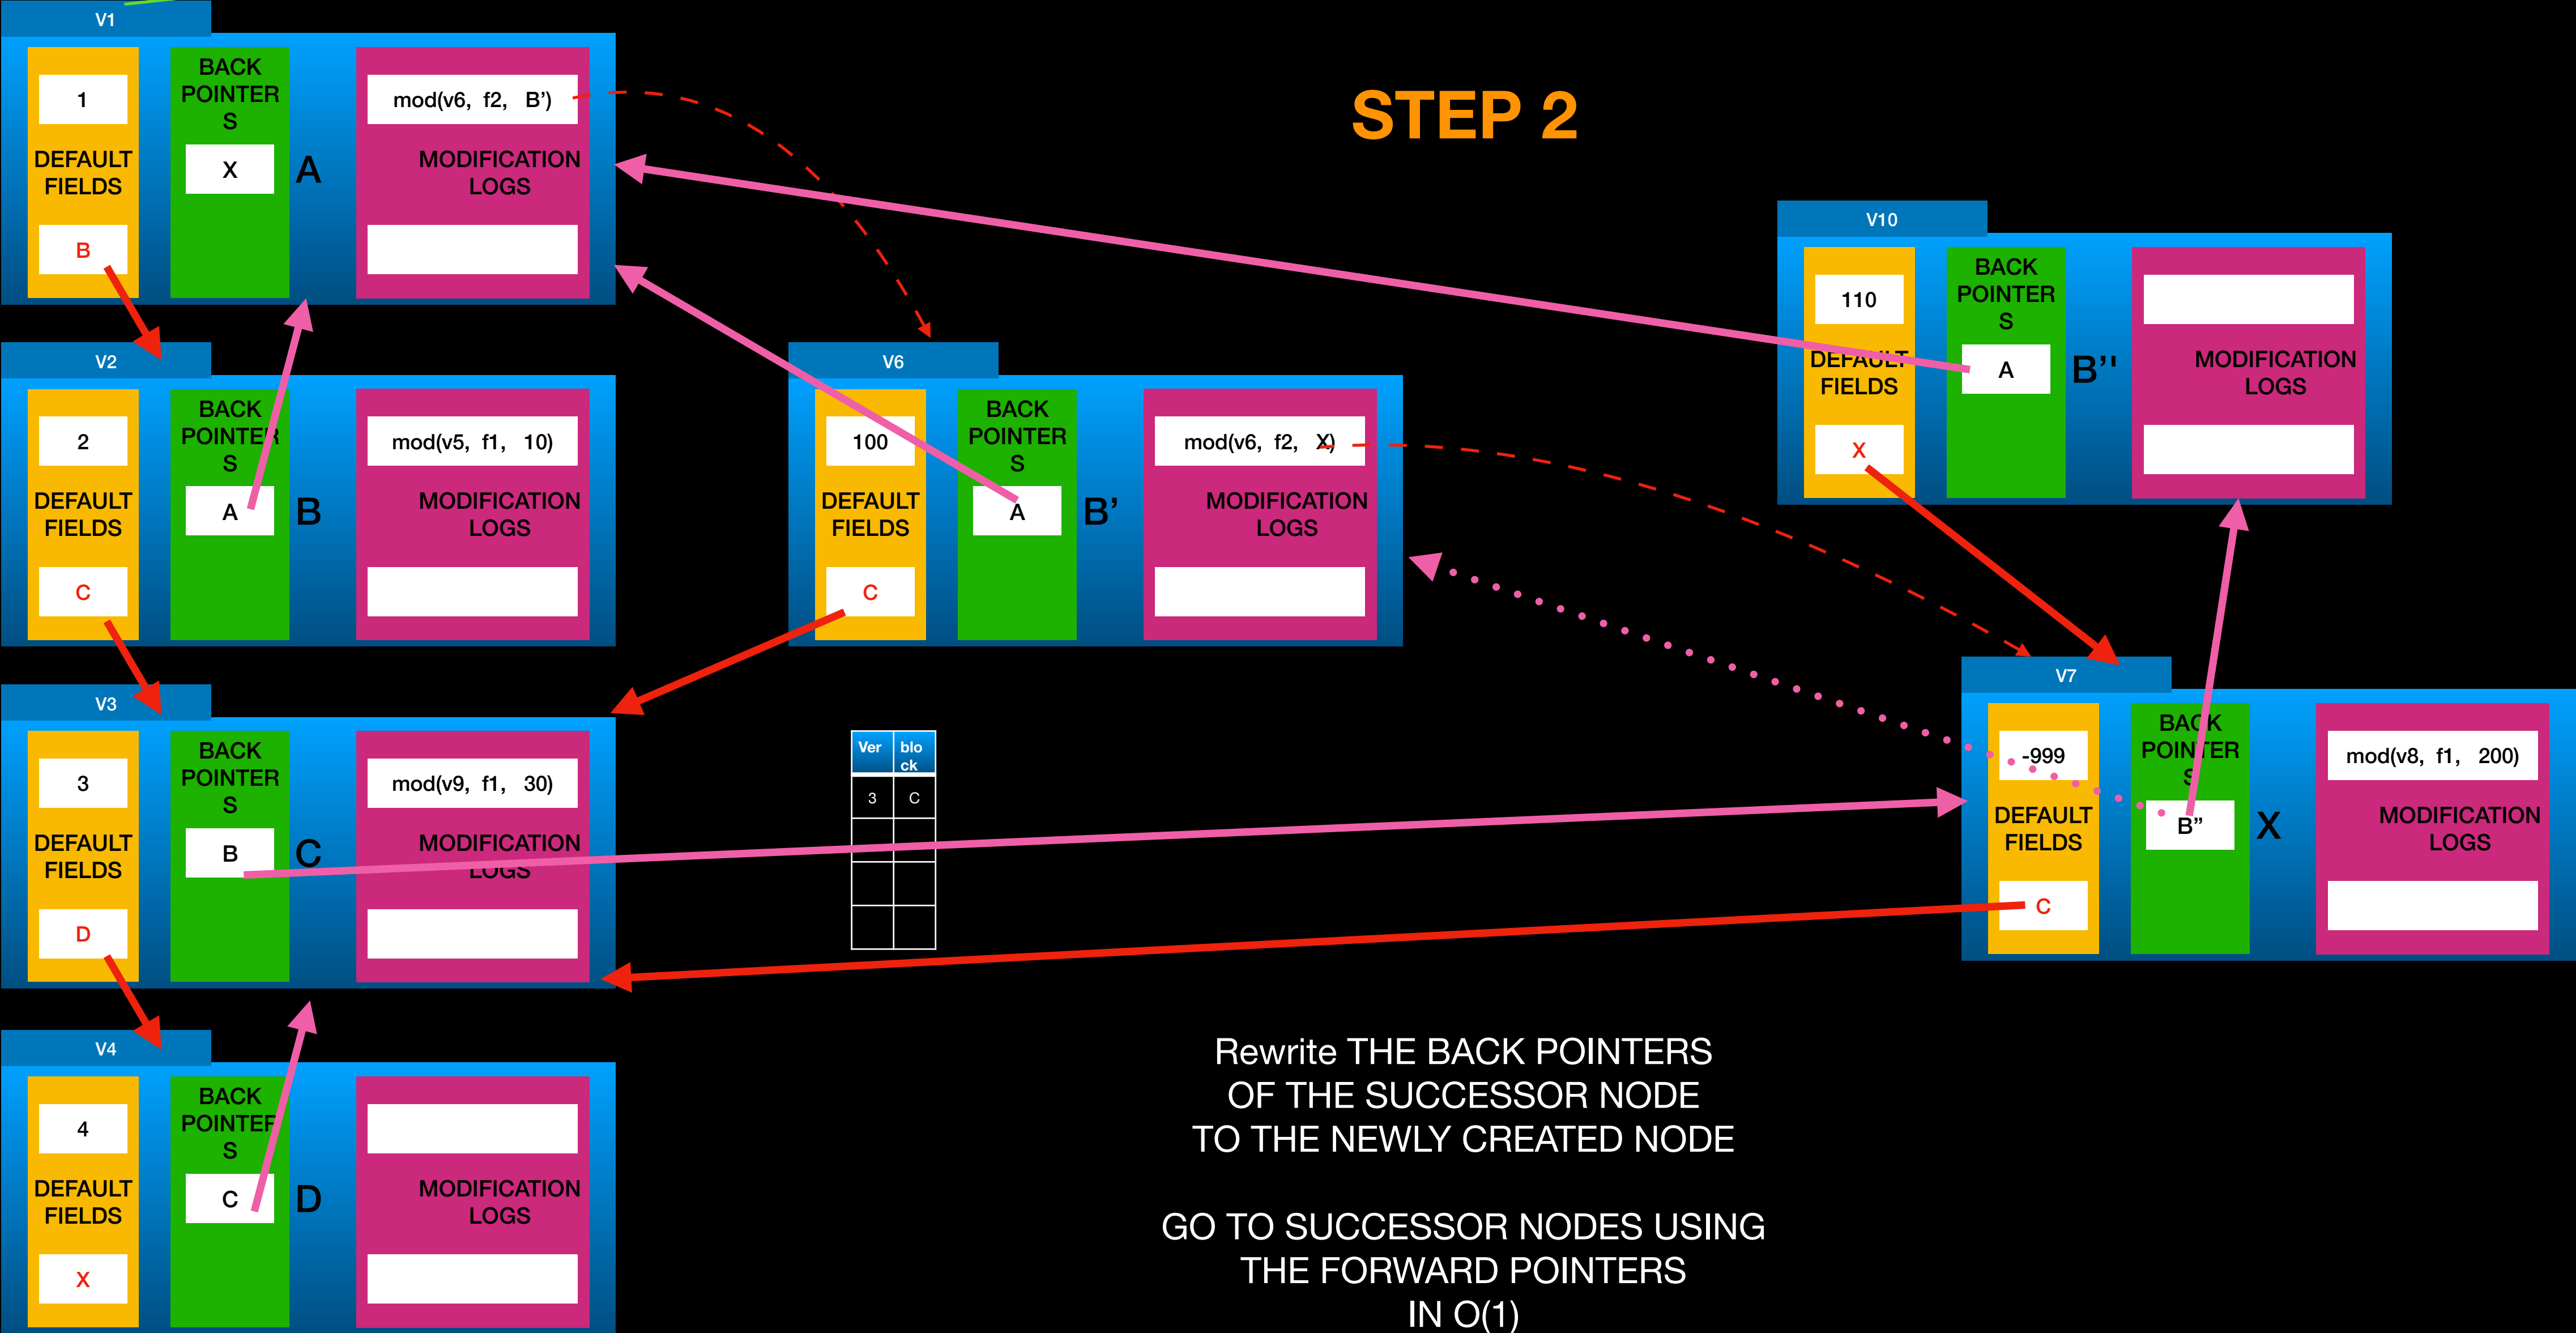 V1
1
DEFAULT
FIELDS
B
BACK
POINTER
S
X
A
mod(v6, f2, B’)
MODIFICATION
LOGS
STEP 2
V10
110
DEFAULT
FIELDS
X
BACK
POINTER
S
A
B’’
MODIFICATION
LOGS
V2
2
DEFAULT
FIELDS
C
BACK
POINTER
S
A
B
mod(v5, f1, 10)
MODIFICATION
LOGS
V6
100
DEFAULT
FIELDS
C
BACK
POINTER
S
A
B’
mod(v6, f2, X)
MODIFICATION
LOGS
V3
3
DEFAULT
FIELDS
D
BACK
POINTER
S
B
C
mod(v9, f1, 30)
MODIFICATION
LOGS
Ver
blo
ck
3
C
V7
-999
DEFAULT
FIELDS
C
BACK
POINTER
S
B”
X
mod(v8, f1, 200)
MODIFICATION
LOGS
V4
4
DEFAULT
FIELDS
X
BACK
POINTER
S
C
D
MODIFICATION
LOGS
Rewrite THE BACK POINTERS
OF THE SUCCESSOR NODE
TO THE NEWLY CREATED NODE
GO TO SUCCESSOR NODES USING
THE FORWARD POINTERS
IN O(1)